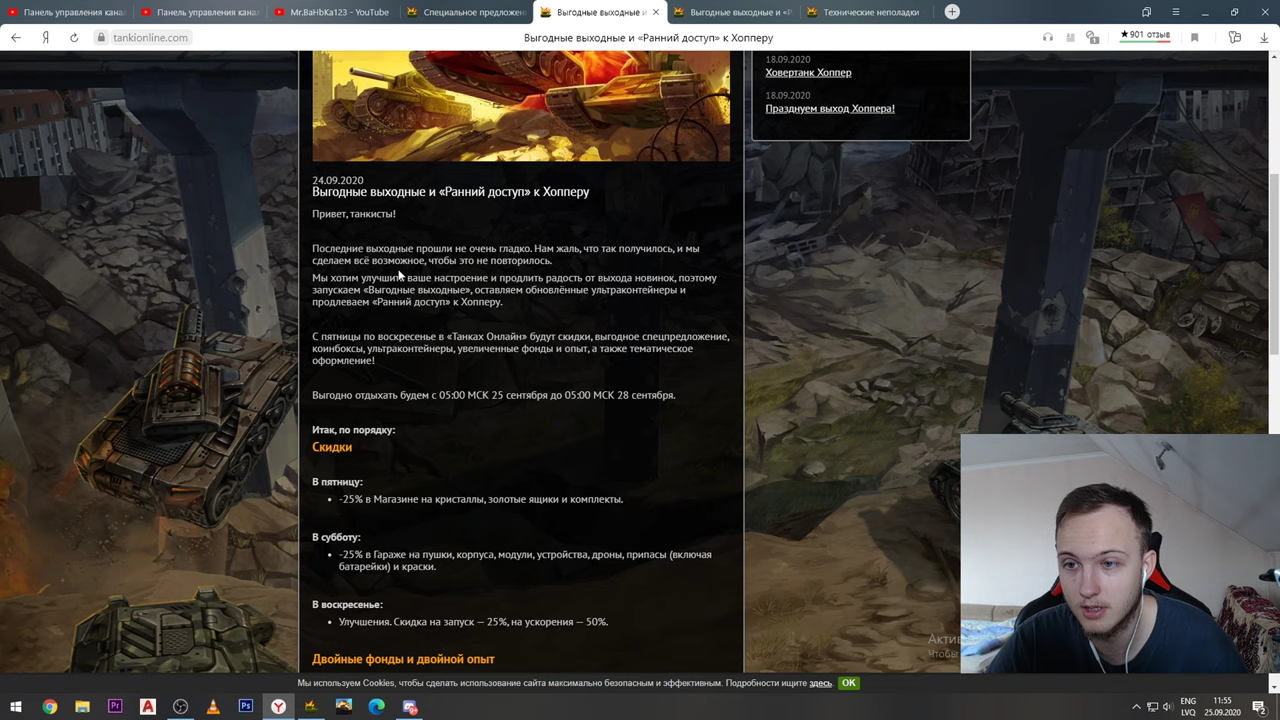 Панель управления канал
Панель управления канал
Mr.BaHbKa123 - YouTube
Специальное предложен
Выгодные выходные и
Выгодные выходные и «Р
Технические неполадки
tankionline.com
Выгодные выходные и «Ранний доступ» к Хопперу
★901 отзыв
18.09.2020
Ховертанк Хоппер
18.09.2020
Празднуем выход Хоппера!
24.09.2020
Выгодные выходные и «Ранний доступ» к Хопперу
Привет, танкисты!
Последние выходные прошли не очень гладко. Нам жаль, что так получилось, и мы
сделаем всё возможное, чтобы это не повторилось.
Мы хотим улучшить ваше настроение и продлить радость от выхода новинок, поэтому
запускаем «Выгодные выходные», оставляем обновлённые ультраконтейнеры и
продлеваем «Ранний доступ» к Хопперу.
С пятницы по воскресенье в «Танках Онлайн» будут скидки, выгодное спецпредложение,
коинбоксы, ультраконтейнеры, увеличенные фонды и опыт, а также тематическое
оформление!
Выгодно отдыхать будем с 05:00 МСК 25 сентября до 05:00 МСК 28 сентября.
Итак, по порядку:
Скидки
В пятницу:
• -25% в Магазине на кристаллы, золотые ящики и комплекты.
В субботу:
• -25% в Гараже на пушки, корпуса, модули, устройства, дроны, припасы (включая
батарейки) и краски.
В воскресенье:
• Улучшения. Скидка на запуск — 25%, на ускорения — 50%.
Двойные фонды и двойной опыт
Актив
Чтобы
Мы используем Cookies, чтобы сделать использование сайта максимально безопасным и эффективным. Подробности ищите здесь OK
ENG
LVQ
11:55
25.09.2020
2